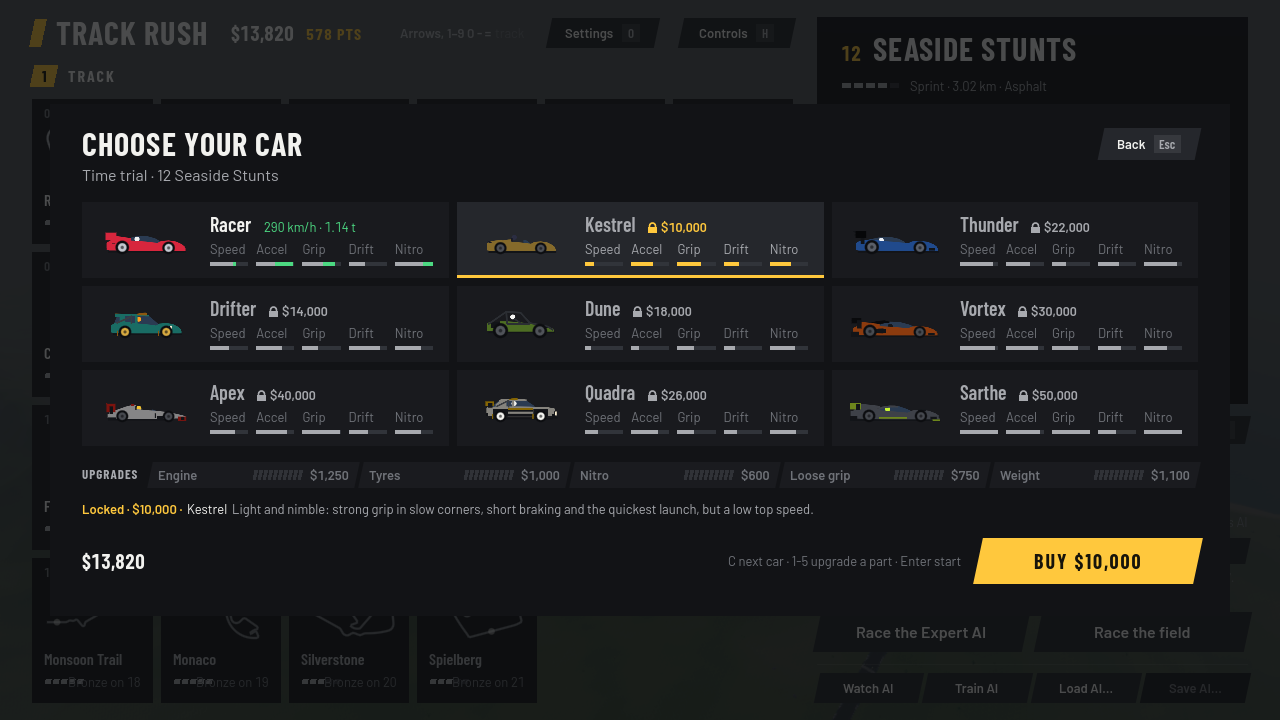 TRACK RUSH $13,820 578 PTS Arrows, 1–9 0 - = track Settings 0 Controls H
1 TRACK
12 SEASIDE STUNTS
Sprint · 3.02 km · Asphalt
CHOOSE YOUR CAR
Back Esc
Time trial · 12 Seaside Stunts
Racer 290 km/h · 1.14 t
Speed Accel Grip Drift Nitro
Kestrel $10,000
Speed Accel Grip Drift Nitro
Thunder $22,000
Speed Accel Grip Drift Nitro
Drifter $14,000
Speed Accel Grip Drift Nitro
Dune $18,000
Speed Accel Grip Drift Nitro
Vortex $30,000
Speed Accel Grip Drift Nitro
Apex $40,000
Speed Accel Grip Drift Nitro
Quadra $26,000
Speed Accel Grip Drift Nitro
Sarthe $50,000
Speed Accel Grip Drift Nitro
UPGRADES Engine $1,250 Tyres $1,000 Nitro $600 Loose grip $750 Weight $1,100
Locked · $10,000 · Kestrel Light and nimble: strong grip in slow corners, short braking and the quickest launch, but a low top speed.
$13,820
C next car · 1–5 upgrade a part · Enter start
BUY $10,000
Race the Expert AI Race the field
Monsoon Trail Monaco Silverstone Spielberg
Bronze on 18 Bronze on 19 Bronze on 20 Bronze on 21
Watch AI Train AI Load AI... Save AI...